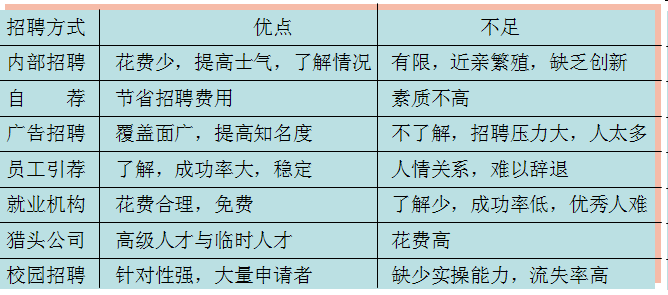 招聘方式 优点 不足
内部招聘 花费少，提高士气，了解情况 有限，近亲繁殖，缺乏创新
自 荐 节省招聘费用 素质不高
广告招聘 覆盖面广，提高知名度 不了解，招聘压力大，人太多
员工引荐 了解，成功率大，稳定 人情关系，难以辞退
就业机构 花费合理，免费 了解少，成功率低，优秀人难
猎头公司 高级人才与临时人才 花费高
校园招聘 针对性强，大量申请者 缺少实操能力，流失率高